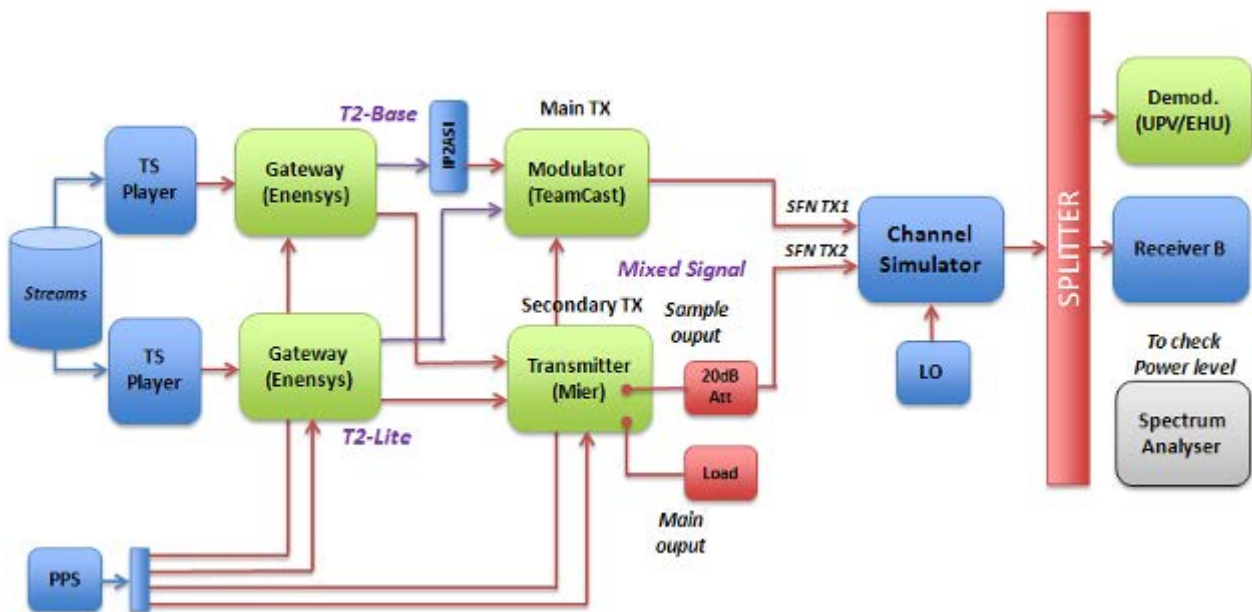 T2-Base
IP2ASI
Main TX
TS
Player
Gateway
(Enensys)
Modulator
(TeamCast)
SFN TX1
SFN TX2
Channel
Simulator
SPLITTER
Demod.
(UPV/EHU)
Receiver B
Streams
Mixed Signal
Secondary TX
Sample
ouput
TS
Player
Gateway
(Enensys)
Transmitter
(Mier)
20dB
Att
LO
To check
Power level
Spectrum
Analyser
T2-Lite
Load
Main
ouput
PPS